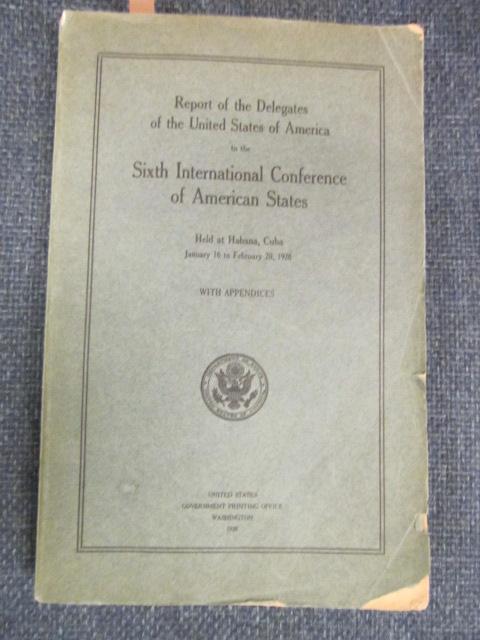 Report of the Delegates
of the United States of America
to the
Sixth International Conference
of American States
Held at Habana, Cuba
January 16 to February 20, 1928
WITH APPENDICES
UNITED STATES
GOVERNMENT PRINTING OFFICE
WASHINGTON
1928